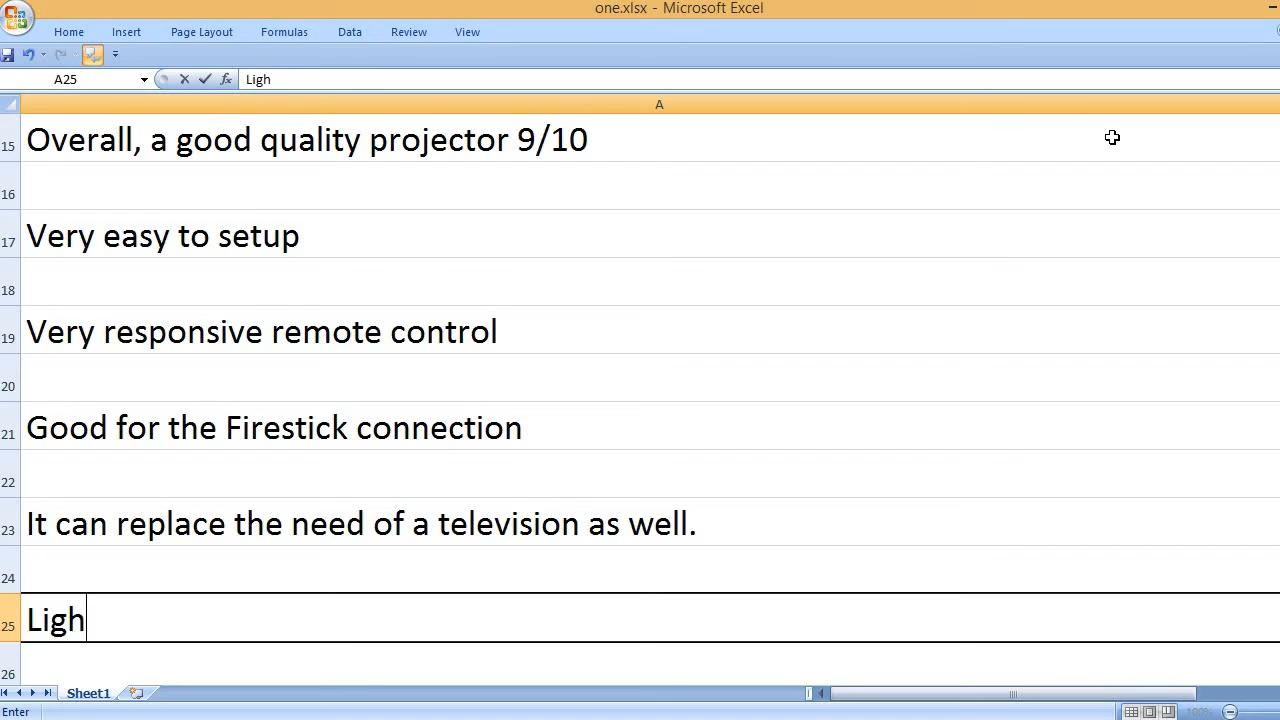 one.xlsx - Microsoft Excel
Home Insert Page Layout Formulas Data Review View
A25 fx Ligh
A
15 Overall, a good quality projector 9/10
16
17 Very easy to setup
18
19 Very responsive remote control
20
21 Good for the Firestick connection
22
23 It can replace the need of a television as well.
24
25 Ligh
26
Sheet1
Enter 100%